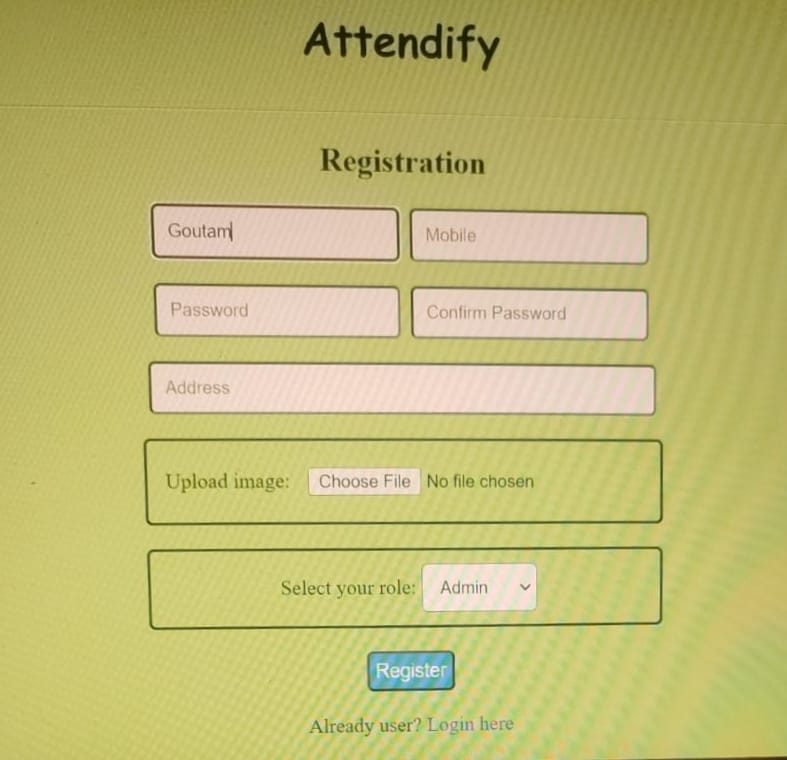 Attendify
Registration
Goutam Mobile
Password Confirm Password
Address
Upload image: Choose File No file chosen
Select your role: Admin
Register
Already user? Login here